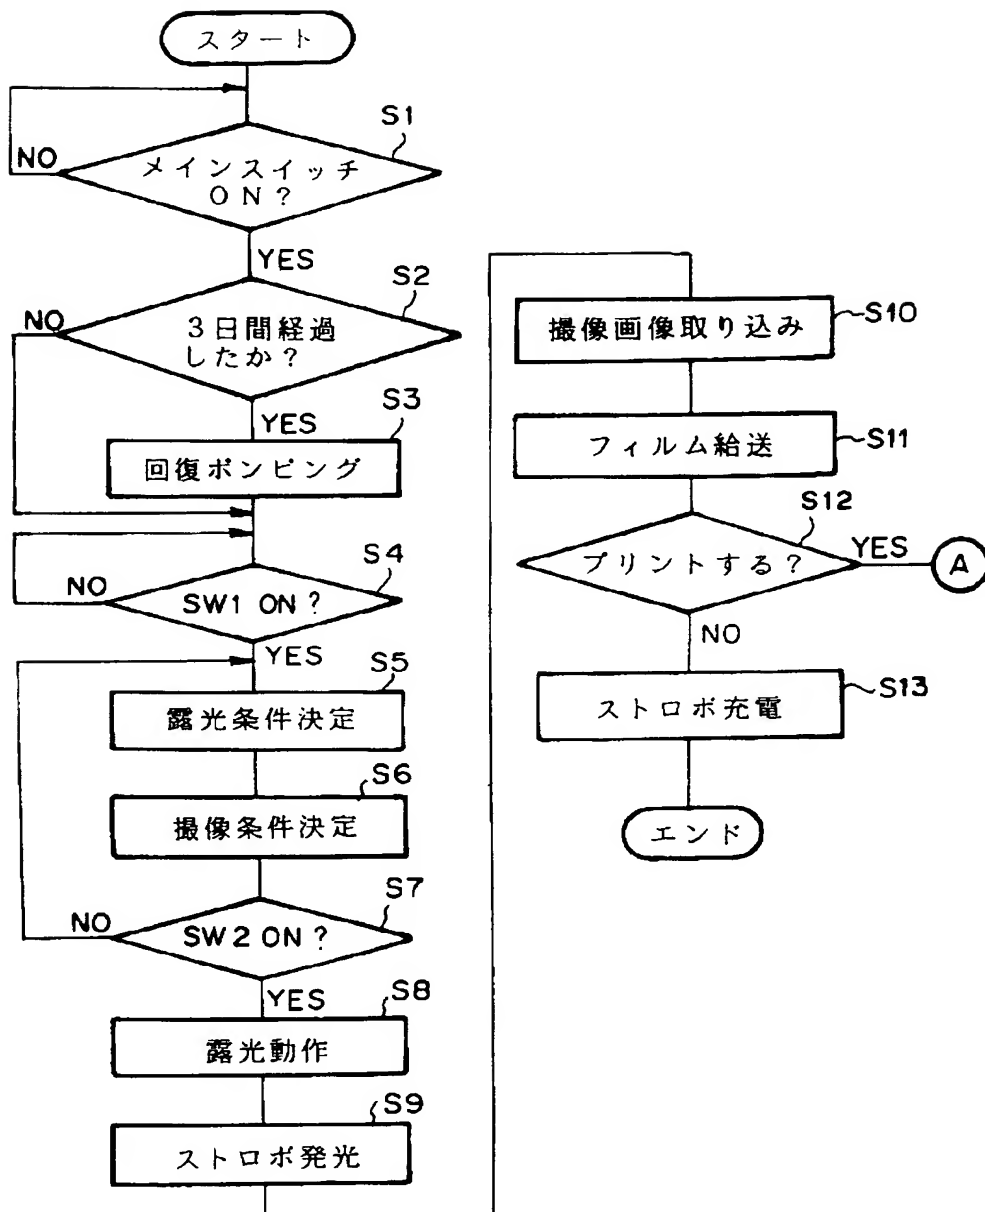 スタート
S1
NO
メインスイッチ
ON?
YES
S2
NO
3日間経過
したか?
YES
S3
回復ポンピング
S4
NO
SW1 ON?
YES
S5
露光条件決定
S6
撮像条件決定
S7
NO
SW2 ON?
YES
S8
露光動作
S9
ストロボ発光
撮像画像取り込み
S10
フィルム給送
S11
S12
プリントする?
YES
A
NO
ストロボ充電
S13
エンド